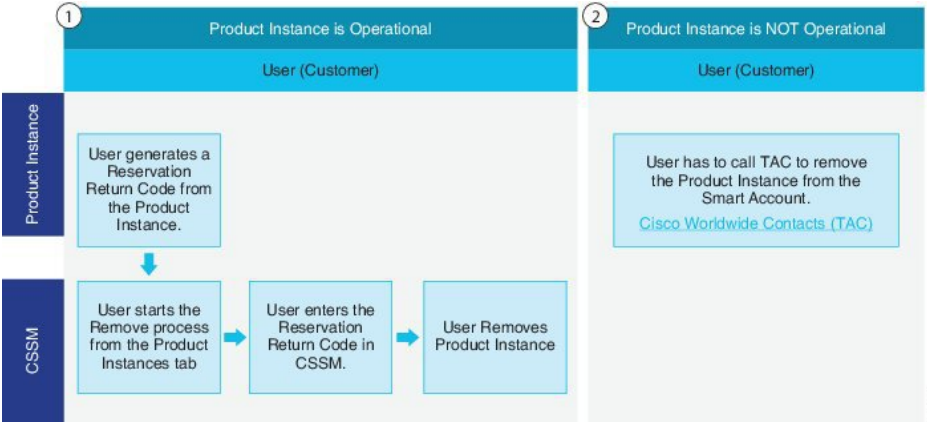 1
Product Instance is Operational
User (Customer)
2
Product Instance is NOT Operational
User (Customer)
Product Instance
User generates a
Reservation
Return Code from
the Product
Instance.
User has to call TAC to remove
the Product Instance from the
Smart Account.
Cisco Worldwide Contacts (TAC)
CSSM
User starts the
Remove process
from the Product
Instances tab
User enters the
Reservation
Return Code in
CSSM.
User Removes
Product Instance